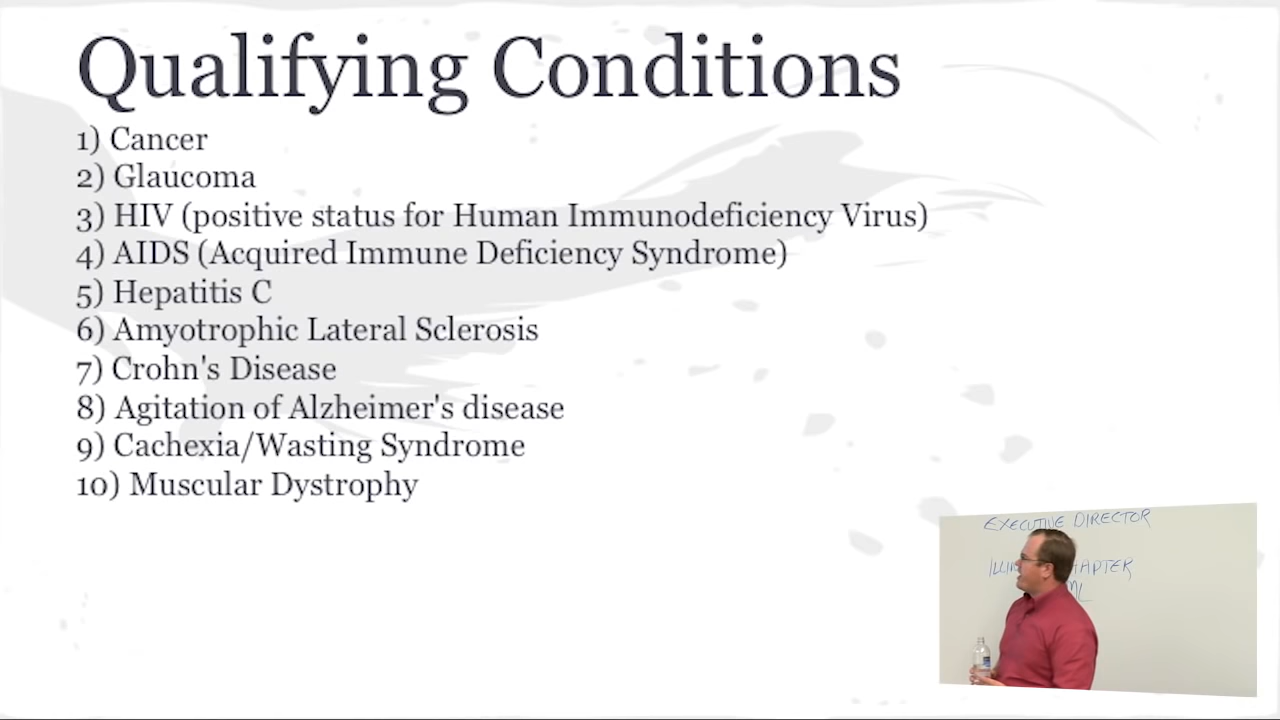 Qualifying Conditions
1) Cancer
2) Glaucoma
3) HIV (positive status for Human Immunodeficiency Virus)
4) AIDS (Acquired Immune Deficiency Syndrome)
5) Hepatitis C
6) Amyotrophic Lateral Sclerosis
7) Crohn's Disease
8) Agitation of Alzheimer's disease
9) Cachexia/Wasting Syndrome
10) Muscular Dystrophy
EXECUTIVE DIRECTOR